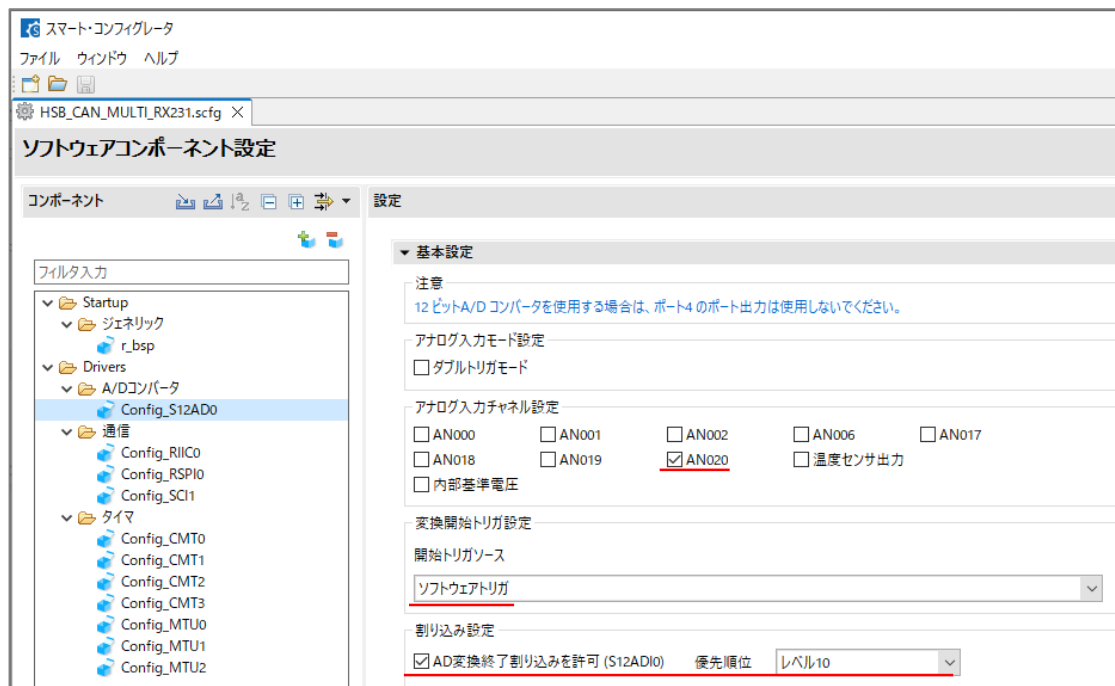 スマート・コンフィグレータ
ファイル ウィンドウ ヘルプ
HSB_CAN_MULTI_RX231.scfg
ソフトウェアコンポーネント設定
コンポーネント
設定
フィルタ入力
Startup
ジェネリック
r_bsp
Drivers
A/Dコンバータ
Config_S12AD0
通信
Config_RIIC0
Config_RSPI0
Config_SCI1
タイマ
Config_CMT0
Config_CMT1
Config_CMT2
Config_CMT3
Config_MTU0
Config_MTU1
Config_MTU2
基本設定
注意
12 ビットA/D コンバータを使用する場合は、ポート4 のポート出力は使用しないでください。
アナログ入力モード設定
ダブルトリガモード
アナログ入力チャネル設定
AN000 AN001 AN002 AN006 AN017
AN018 AN019 AN020 温度センサ出力
内部基準電圧
変換開始トリガ設定
開始トリガソース
ソフトウェアトリガ
割り込み設定
AD変換終了割り込みを許可 (S12ADI0) 優先順位 レベル10